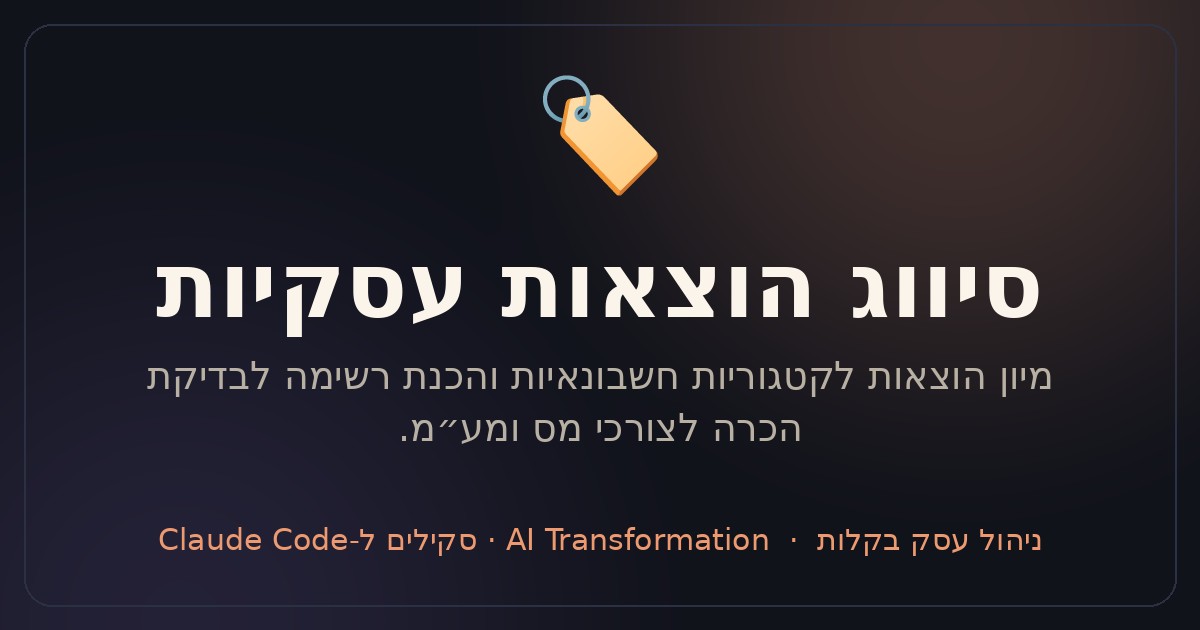 סיווג הוצאות עסקיות
מיון הוצאות לקטגוריות חשבונאיות והכנת רשימה לבדיקת
הכרה לצורכי מס ומע״מ.
ניהול עסק בקלות · AI Transformation · סקילים ל-Claude Code